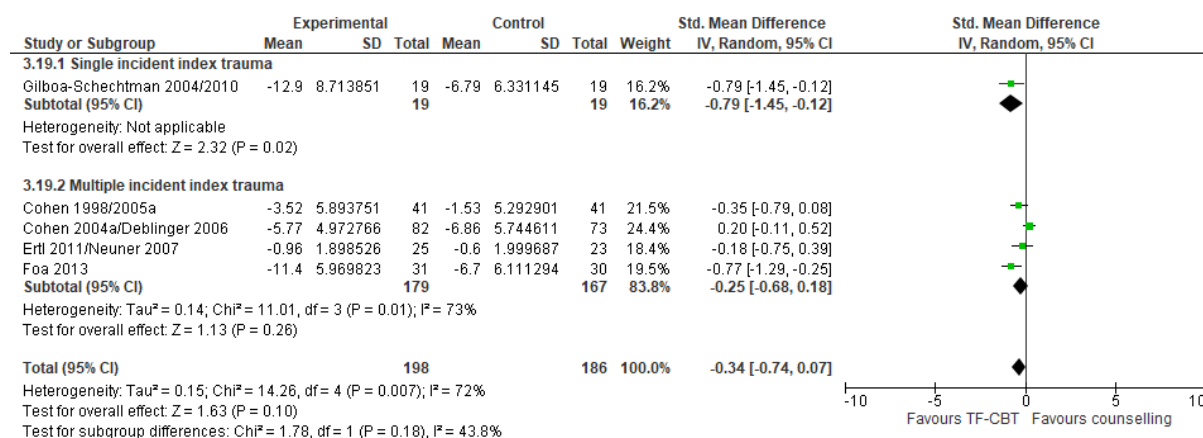 Experimental Control Std. Mean Difference Std. Mean Difference
Study or Subgroup Mean SD Total Mean SD Total Weight IV, Random, 95% CI IV, Random, 95% CI
3.19.1 Single incident index trauma
Gilboa-Schechtman 2004/2010 -12.9 8.713851 19 -6.79 6.331145 19 16.2% -0.79 [-1.45, -0.12]
Subtotal (95% CI) 19 19 16.2% -0.79 [-1.45, -0.12]
Heterogeneity: Not applicable
Test for overall effect: Z = 2.32 (P = 0.02)
3.19.2 Multiple incident index trauma
Cohen 1998/2005a -3.52 5.893751 41 -1.53 5.292901 41 21.5% -0.35 [-0.79, 0.08]
Cohen 2004a/Deblinger 2006 -5.77 4.972766 82 -6.86 5.744611 73 24.4% 0.20 [-0.11, 0.52]
Ertl 2011/Neuner 2007 -0.96 1.898526 25 -0.6 1.999687 23 18.4% -0.18 [-0.75, 0.39]
Foa 2013 -11.4 5.969823 31 -6.7 6.111294 30 19.5% -0.77 [-1.29, -0.25]
Subtotal (95% CI) 179 167 83.8% -0.25 [-0.68, 0.18]
Heterogeneity: Tau² = 0.14; Chi² = 11.01, df = 3 (P = 0.01); I² = 73%
Test for overall effect: Z = 1.13 (P = 0.26)
Total (95% CI) 198 186 100.0% -0.34 [-0.74, 0.07]
Heterogeneity: Tau² = 0.15; Chi² = 14.26, df = 4 (P = 0.007); I² = 72%
Test for overall effect: Z = 1.63 (P = 0.10)
Test for subgroup differences: Chi² = 1.78, df = 1 (P = 0.18), I² = 43.8%
-10 -5 0 5 10
Favours TF-CBT Favours counselling